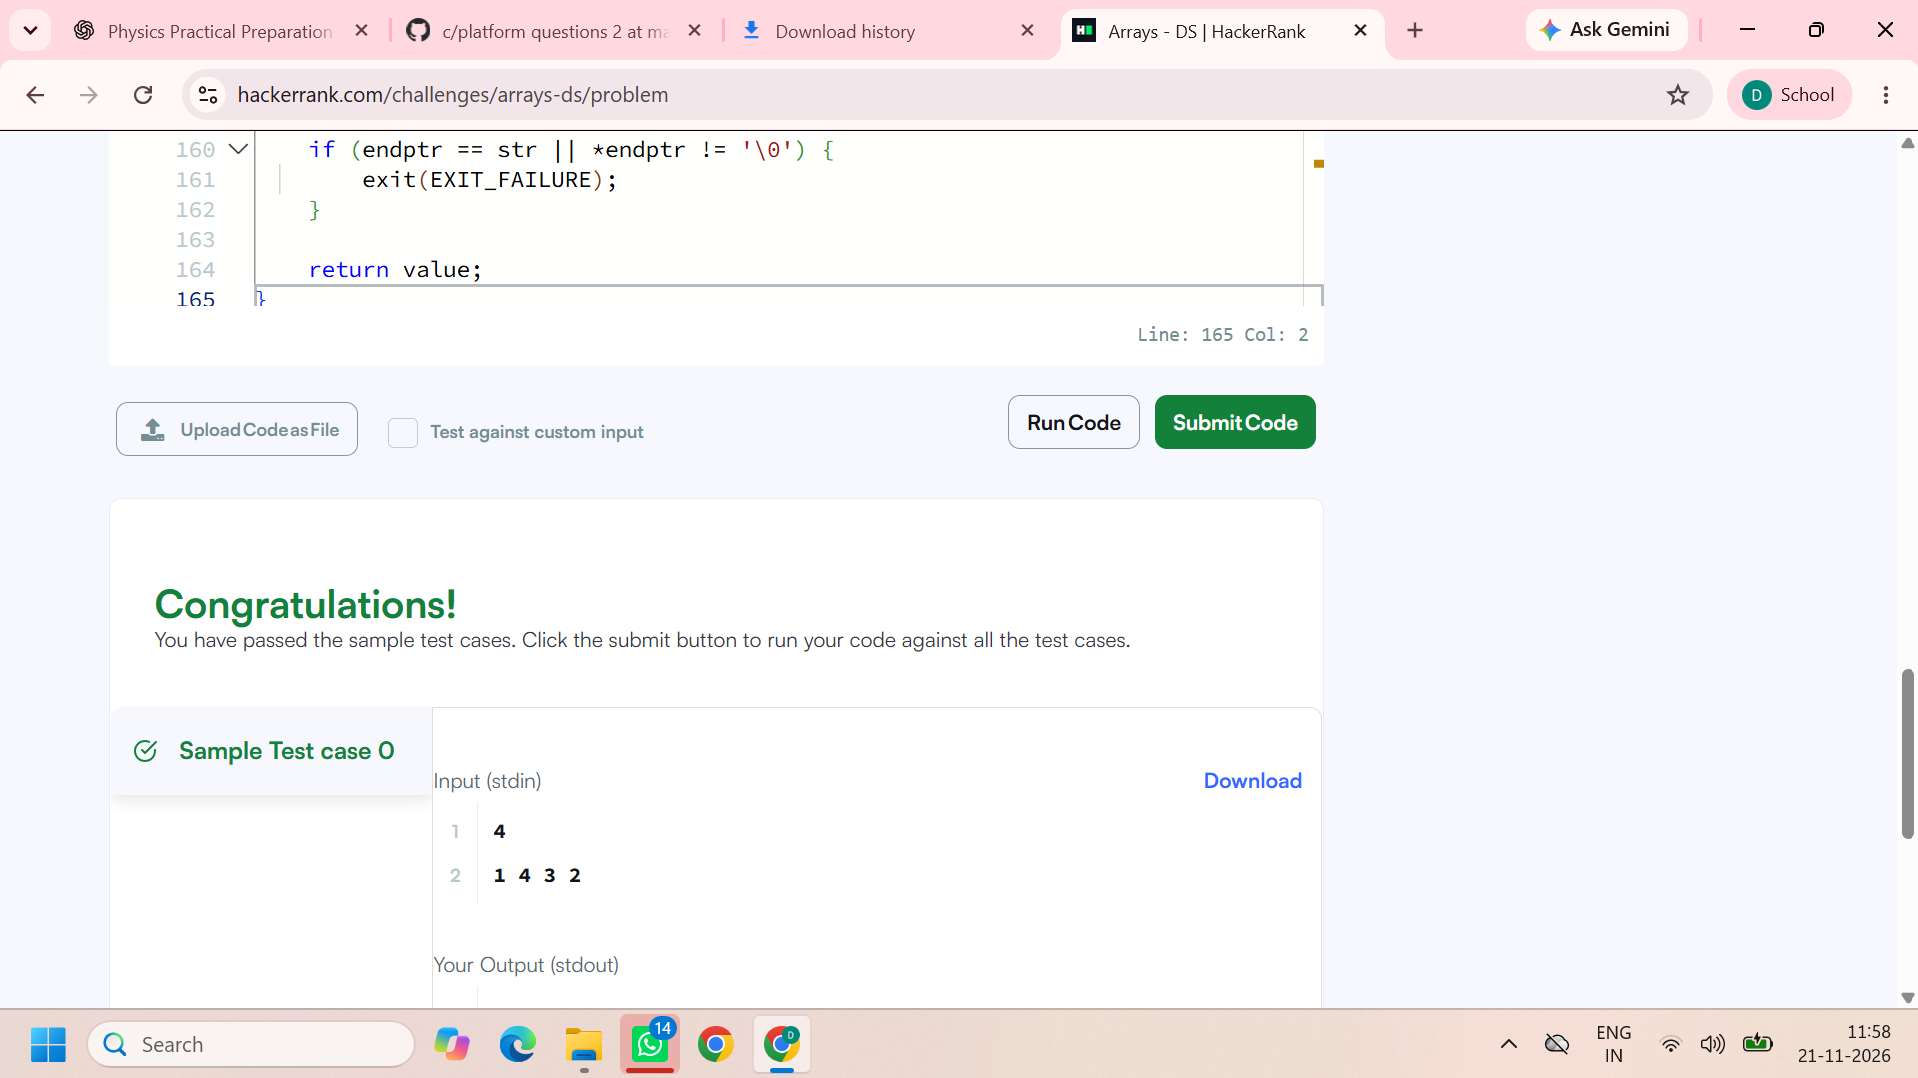 Physics Practical Preparation
c/platform questions 2 at ma
Download history
Arrays - DS | HackerRank
Ask Gemini
hackerrank.com/challenges/arrays-ds/problem
D School
160 if (endptr == str || *endptr != '\0') {
161 exit(EXIT_FAILURE);
162 }
163
164 return value;
165 }
Line: 165 Col: 2
Upload Code as File
Test against custom input
Run Code
Submit Code
Congratulations!
You have passed the sample test cases. Click the submit button to run your code against all the test cases.
Sample Test case 0
Input (stdin)
Download
1 4
2 1 4 3 2
Your Output (stdout)
Search
14
D
ENG
IN
11:58
21-11-2026